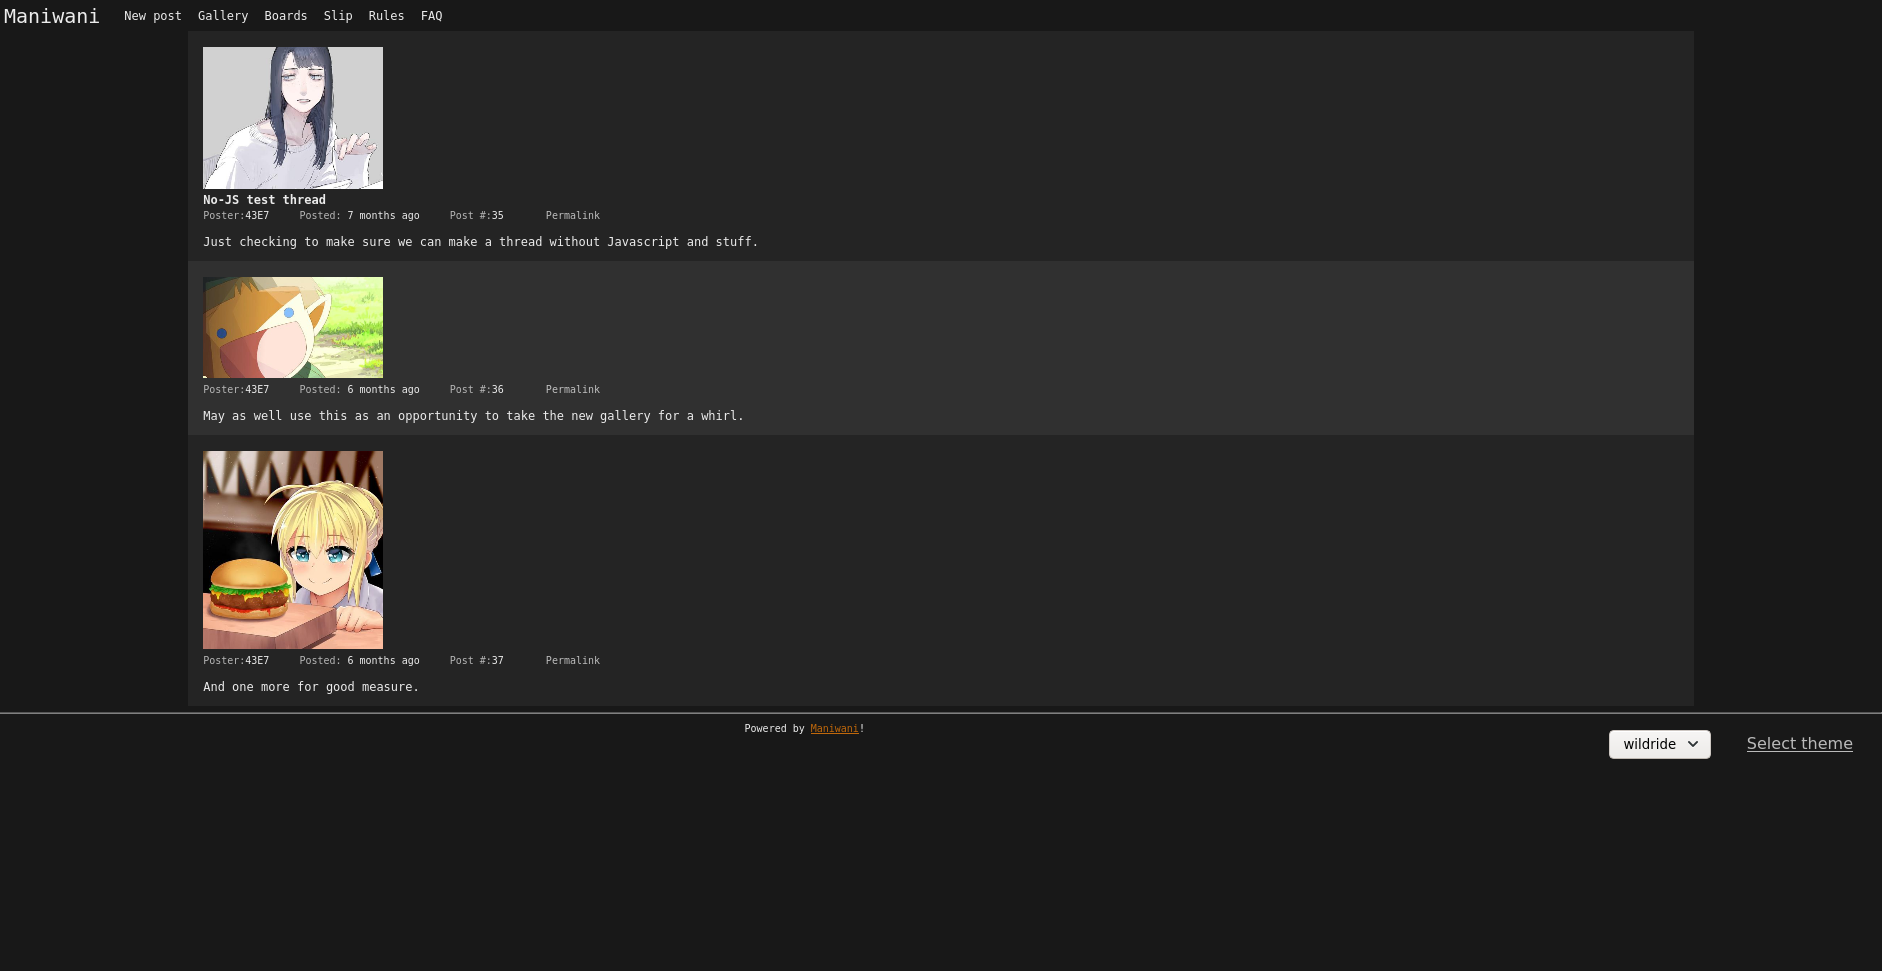 Maniwani New post Gallery Boards Slip Rules FAQ
No-JS test thread
Poster:43E7 Posted: 7 months ago Post #:35 Permalink
Just checking to make sure we can make a thread without Javascript and stuff.
Poster:43E7 Posted: 6 months ago Post #:36 Permalink
May as well use this as an opportunity to take the new gallery for a whirl.
Poster:43E7 Posted: 6 months ago Post #:37 Permalink
And one more for good measure.
Powered by Maniwani!
wildride Select theme